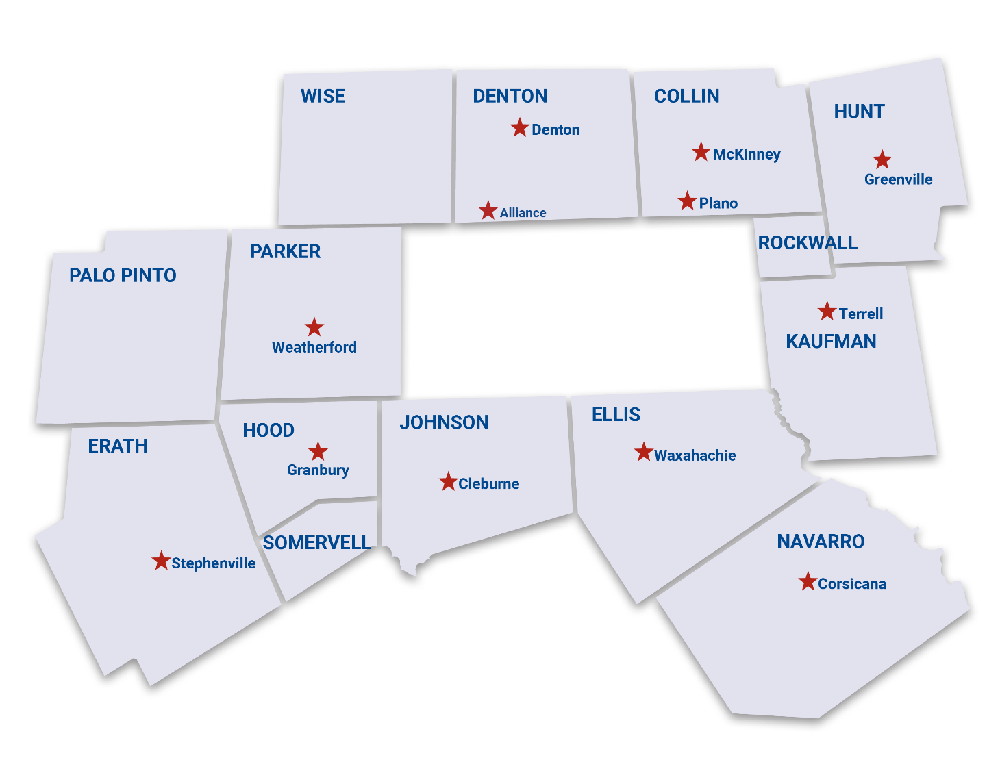 WISE
DENTON
COLLIN
HUNT
Denton
McKinney
Greenville
Plano
Alliance
ROCKWALL
PARKER
PALO PINTO
Terrell
KAUFMAN
Weatherford
ELLIS
JOHNSON
HOOD
ERATH
Waxahachie
Granbury
Cleburne
NAVARRO
SOMERVELL
Stephenville
Corsicana